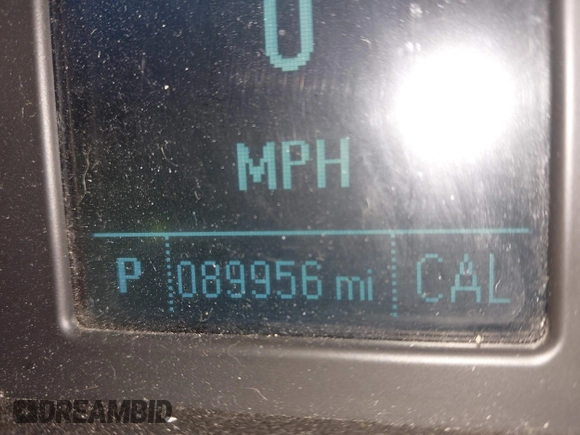 0
MPH
P 089956 mi CAL
DREAMBID